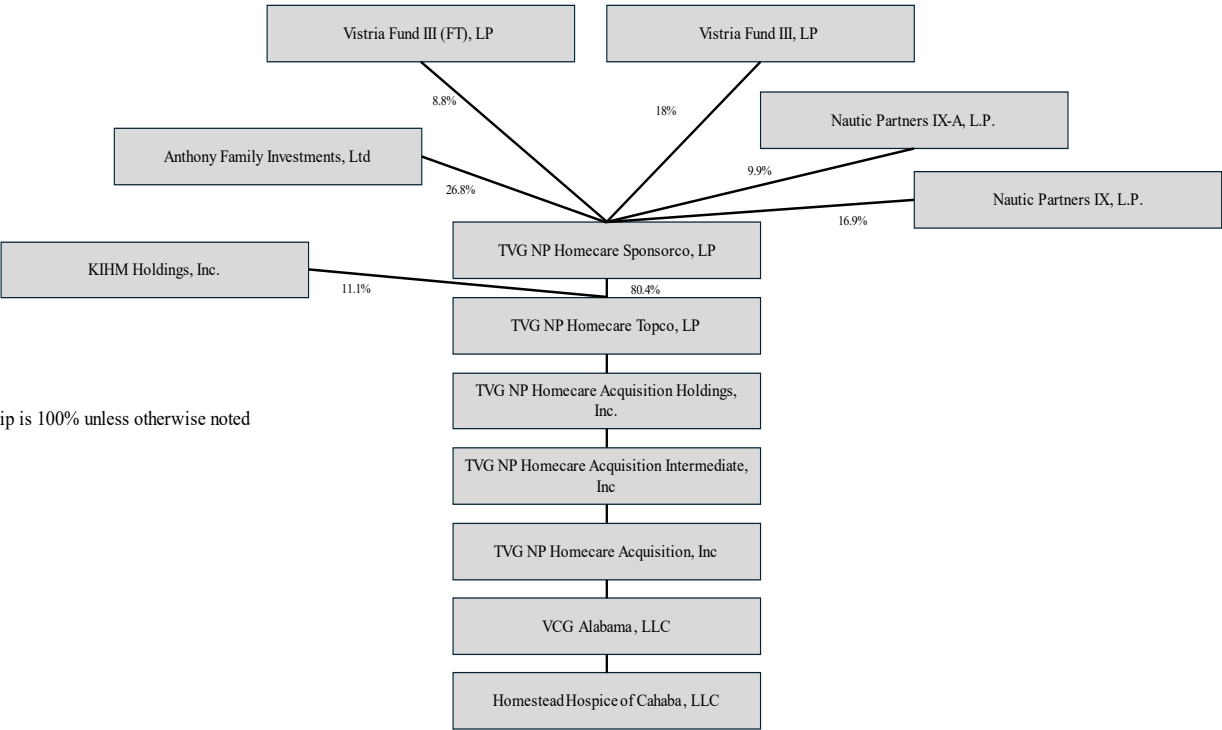 Vistria Fund III (FT), LP
Vistria Fund III, LP
8.8%
18%
Nautic Partners IX-A, L.P.
Anthony Family Investments, Ltd
9.9%
26.8%
Nautic Partners IX, L.P.
16.9%
TVG NP Homecare Sponsorco, LP
KIHM Holdings, Inc.
11.1%
80.4%
TVG NP Homecare Topco, LP
TVG NP Homecare Acquisition Holdings,
Inc.
ip is 100% unless otherwise noted
TVG NP Homecare Acquisition Intermediate,
Inc
TVG NP Homecare Acquisition, Inc
VCG Alabama, LLC
Homestead Hospice of Cahaba, LLC